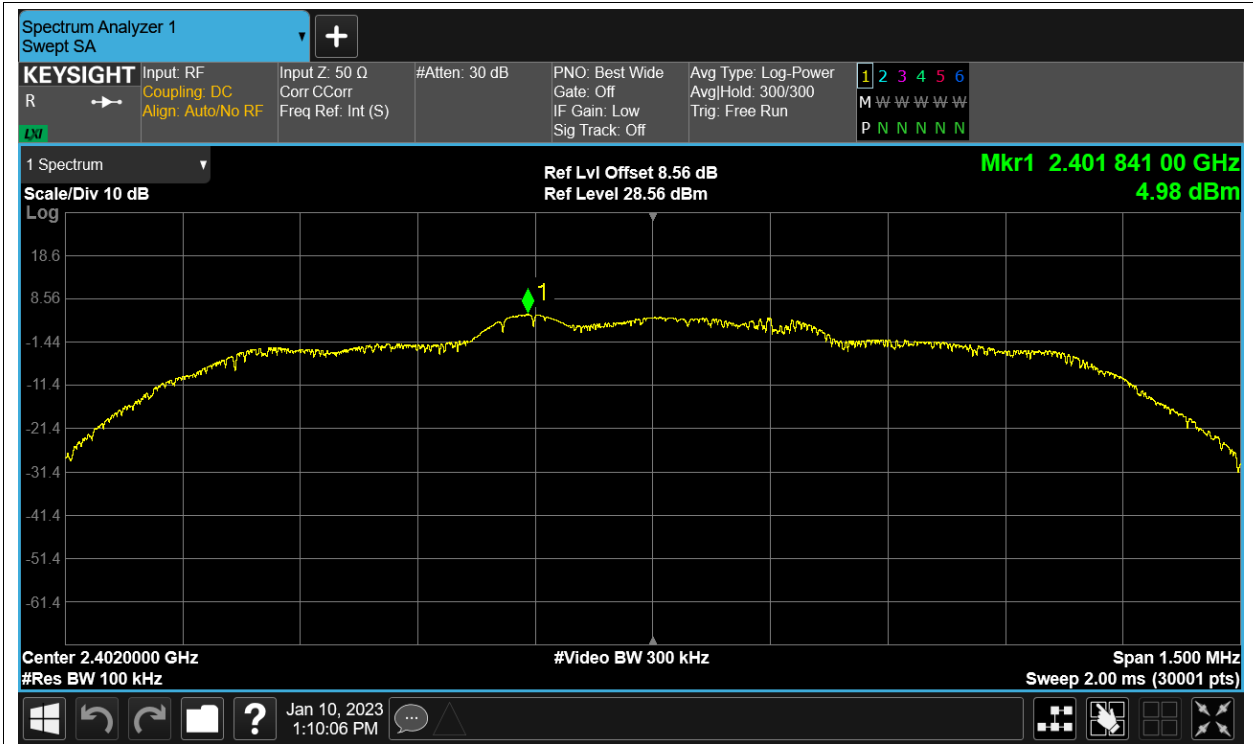 Spectrum Analyzer 1
Swept SA
KEYSIGHT
R
LXI
Input: RF
Coupling: DC
Align: Auto/No RF
Input Z: 50 Ω
Corr CCorr
Freq Ref: Int (S)
#Atten: 30 dB
PNO: Best Wide
Gate: Off
IF Gain: Low
Sig Track: Off
Avg Type: Log-Power
Avg|Hold: 300/300
Trig: Free Run
1 2 3 4 5 6
M W W W W W
P N N N N N
1 Spectrum
Scale/Div 10 dB
Log
Ref Lvl Offset 8.56 dB
Ref Level 28.56 dBm
Mkr1 2.401 841 00 GHz
4.98 dBm
18.6
8.56
-1.44
-11.4
-21.4
-31.4
-41.4
-51.4
-61.4
1
Center 2.4020000 GHz
#Res BW 100 kHz
#Video BW 300 kHz
Span 1.500 MHz
Sweep 2.00 ms (30001 pts)
?
Jan 10, 2023
1:10:06 PM